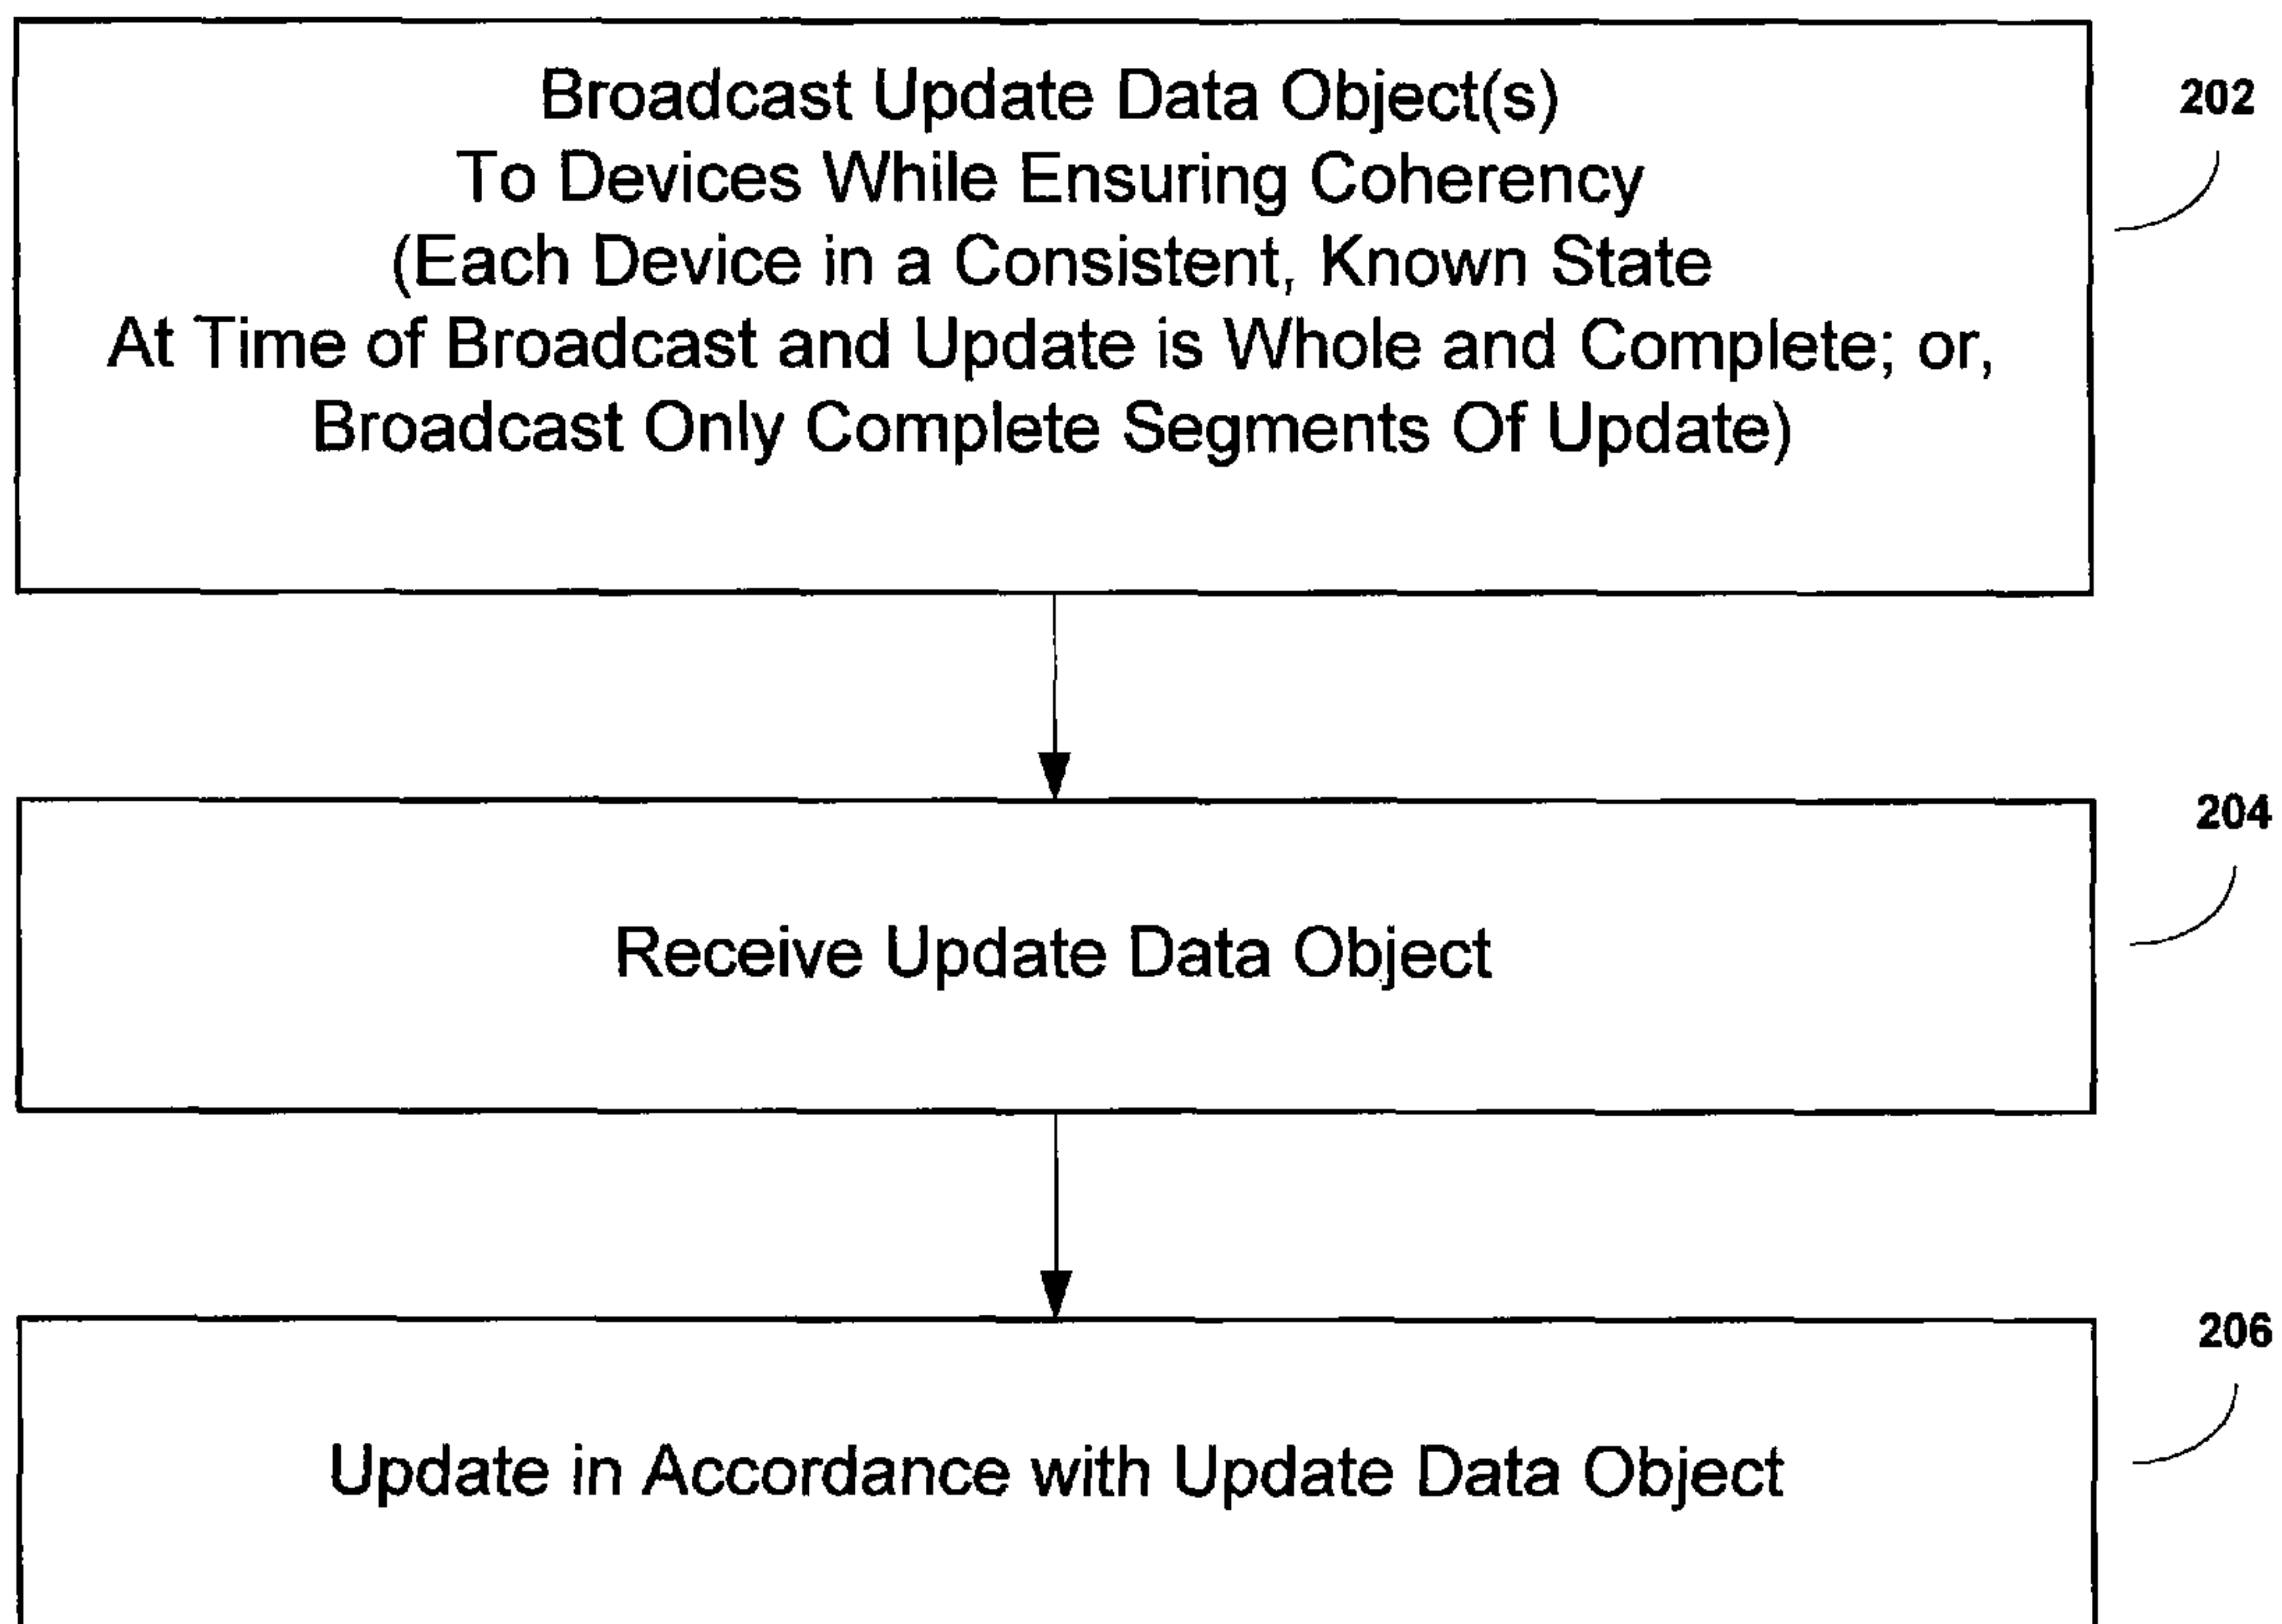 Broadcast Update Data Object(s)
To Devices While Ensuring Coherency
(Each Device in a Consistent, Known State
At Time of Broadcast and Update is Whole and Complete; or,
Broadcast Only Complete Segments Of Update)
202
Receive Update Data Object
204
Update in Accordance with Update Data Object
206